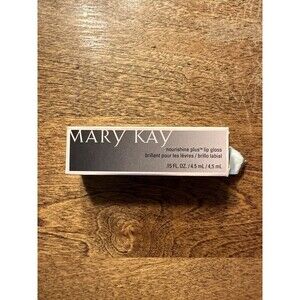 MARY KAY
nourishine plus™ lip gloss
brillant pour les lèvres / brillo labial
.15 FL. OZ. / 4.5 mL / 4,5 mL